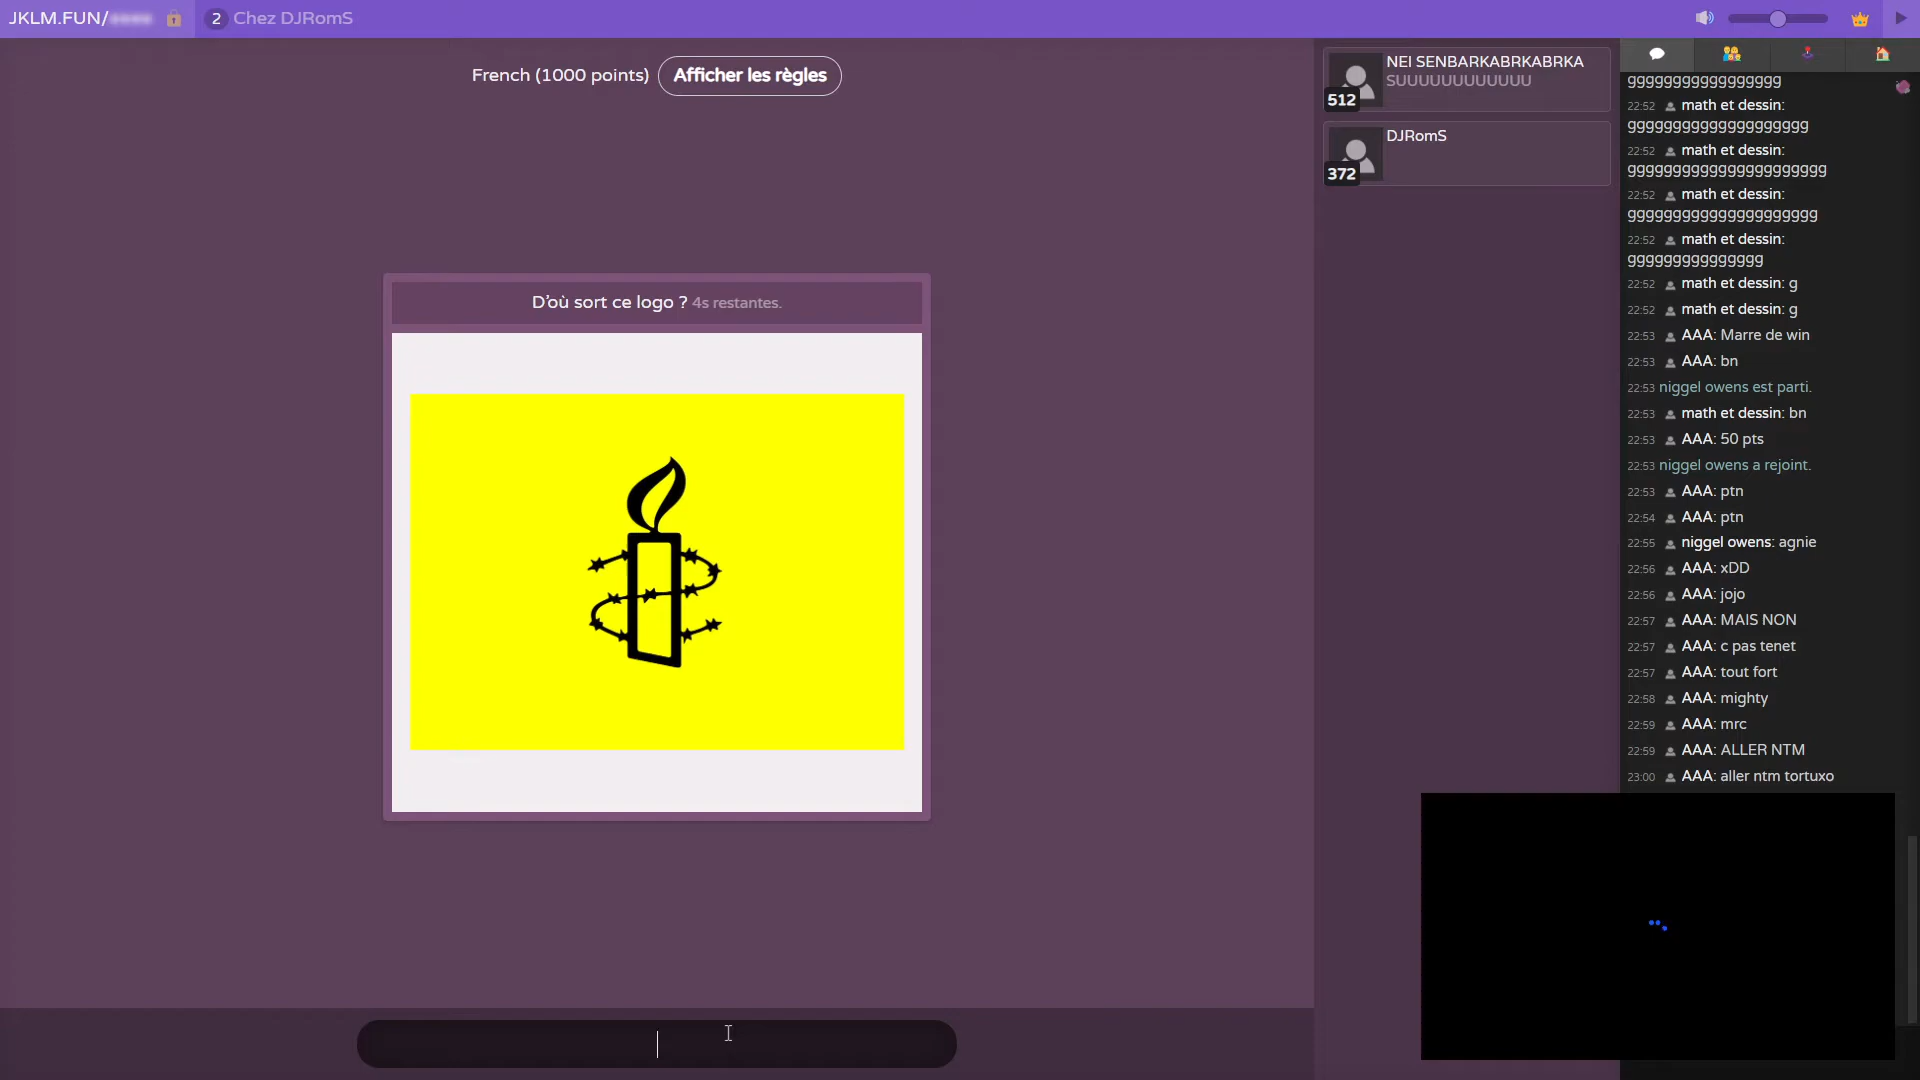 JKLM.FUN/
2 Chez DJRomS
French (1000 points) Afficher les règles
D'où sort ce logo ? 4s restantes.
NEI SENBARKABRKABRKA
SUUUUUUUUUUUU
512
DJRomS
372
ggggggggggggggggg
22:52 math et dessin:
gggggggggggggggggggg
22:52 math et dessin:
gggggggggggggggggggggg
22:52 math et dessin:
ggggggggggggggggggggg
22:52 math et dessin:
ggggggggggggggg
22:52 math et dessin: g
22:52 math et dessin: g
22:53 AAA: Marre de win
22:53 AAA: bn
22:53 niggel owens est parti.
22:53 math et dessin: bn
22:53 AAA: 50 pts
22:53 niggel owens a rejoint.
22:53 AAA: ptn
22:54 AAA: ptn
22:55 niggel owens: agnie
22:56 AAA: xDD
22:56 AAA: jojo
22:57 AAA: MAIS NON
22:57 AAA: c pas tenet
22:57 AAA: tout fort
22:58 AAA: mighty
22:59 AAA: mrc
22:59 AAA: ALLER NTM
23:00 AAA: aller ntm tortuxo